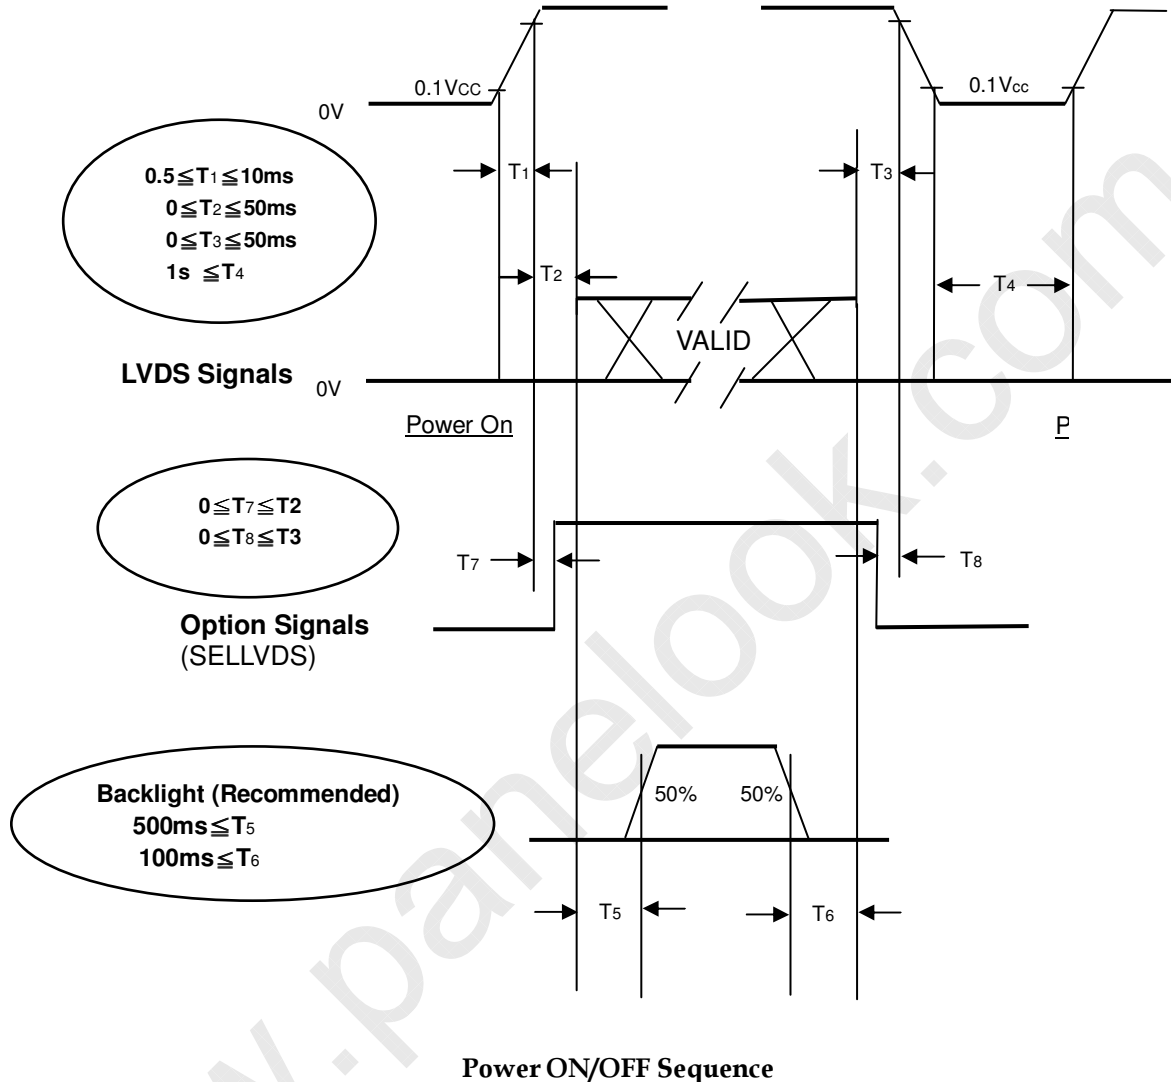 0.1Vcc
0.1Vcc
0V
0.5≦T1≦10ms
0≦T2≦50ms
0≦T3≦50ms
1s ≦T4
T1
T3
T2
T4
VALID
LVDS Signals
0V
Power On
P
0≦T7≦T2
0≦T8≦T3
T7
T8
Option Signals
(SELLVDS)
Backlight (Recommended)
500ms≦T5
100ms≦T6
50% 50%
T5
T6
Power ON/OFF Sequence
.panelook.com